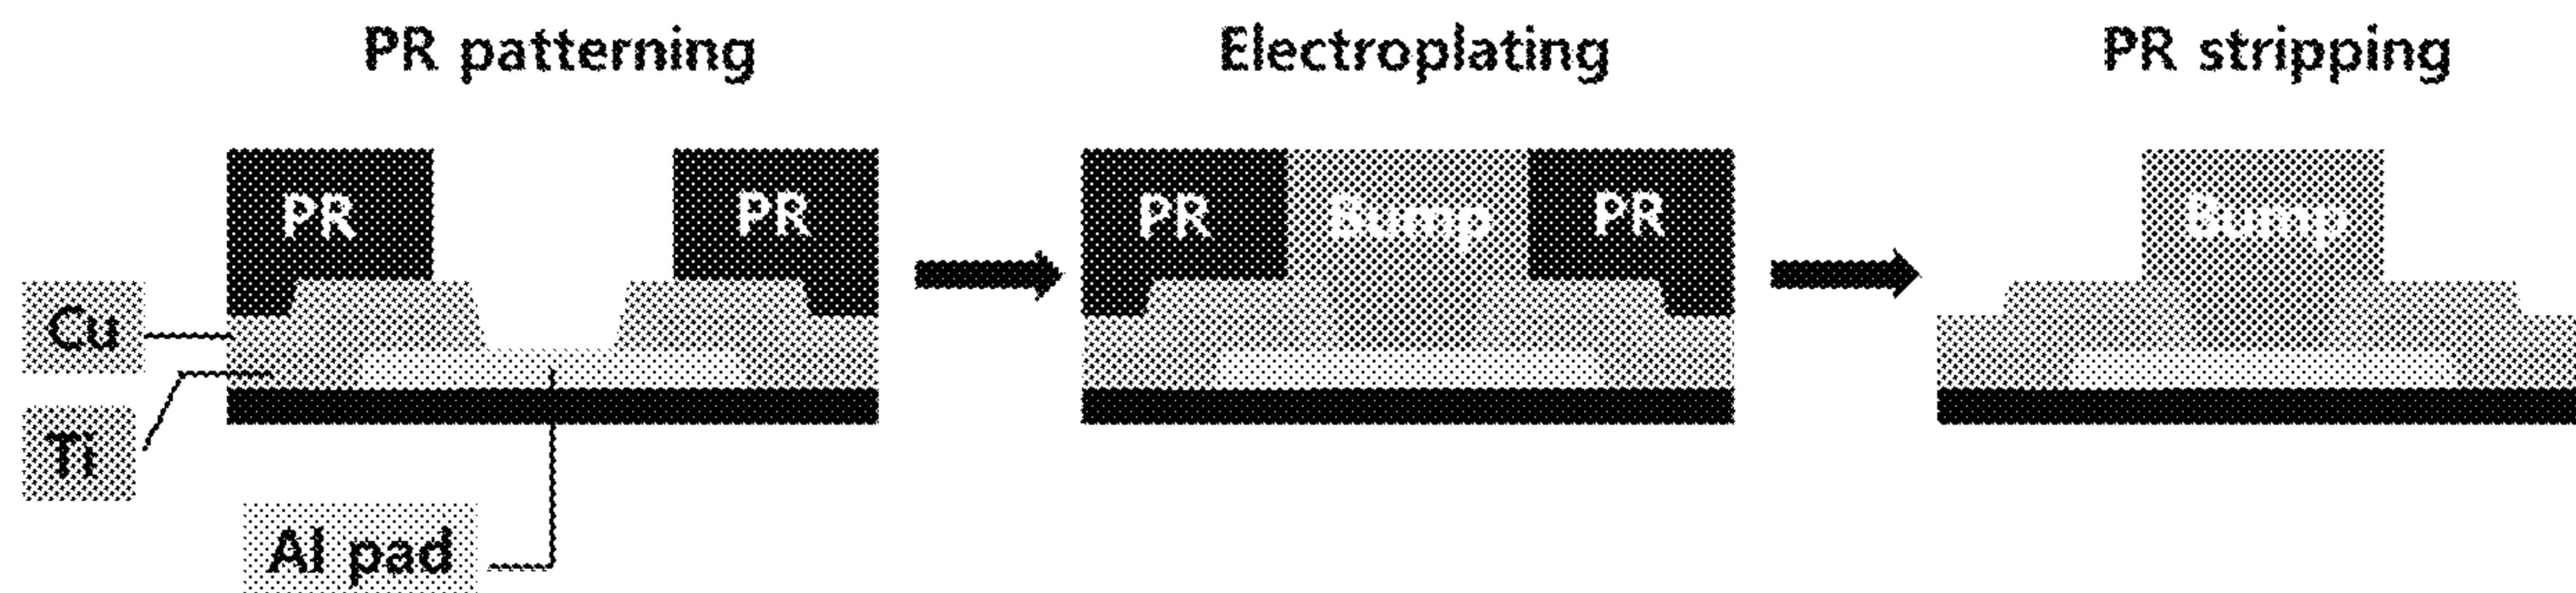 PR patterning
Electroplating
PR stripping
PR
PR
PR
Bump
PR
Bump
Cu
Ti
Al pad